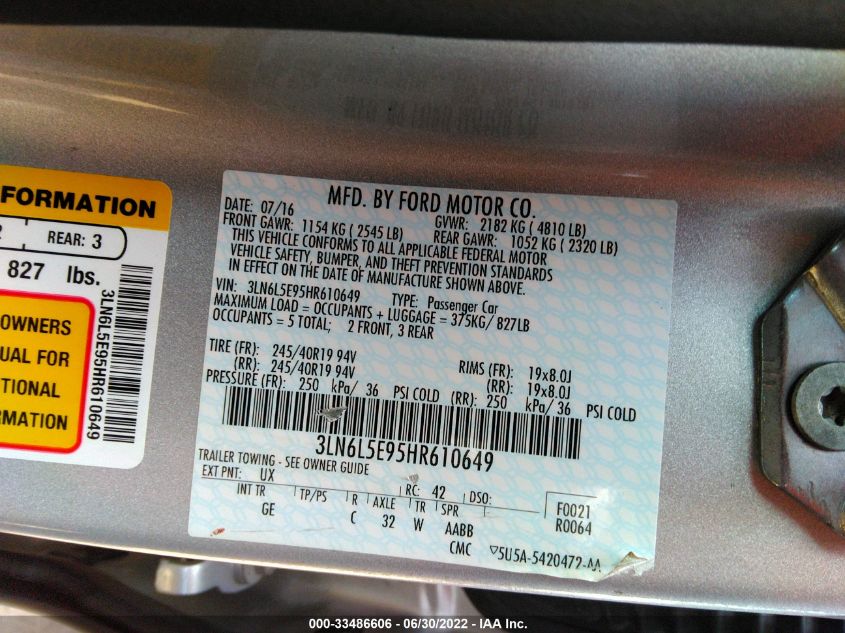 FORMATION
REAR: 3
827 lbs.
OWNERS
UAL FOR
TIONAL
RMATION
3LN6L5E95HR610649
MFD. BY FORD MOTOR CO.
DATE: 07/16 GVWR: 2182 KG ( 4810 LB)
FRONT GAWR: 1154 KG ( 2545 LB) REAR GAWR: 1052 KG ( 2320 LB)
THIS VEHICLE CONFORMS TO ALL APPLICABLE FEDERAL MOTOR
VEHICLE SAFETY, BUMPER, AND THEFT PREVENTION STANDARDS
IN EFFECT ON THE DATE OF MANUFACTURE SHOWN ABOVE.
VIN: 3LN6L5E95HR610649 TYPE: Passenger Car
MAXIMUM LOAD = OCCUPANTS + LUGGAGE = 375KG/ 827LB
OCCUPANTS = 5 TOTAL; 2 FRONT, 3 REAR
TIRE (FR): 245/40R19 94V RIMS (FR): 19x8.0J
(RR): 245/40R19 94V (RR): 19x8.0J
PRESSURE (FR): 250 kPa/ 36 PSI COLD (RR): 250 kPa/ 36 PSI COLD
3LN6L5E95HR610649
TRAILER TOWING - SEE OWNER GUIDE
EXT PNT: UX RC: 42 DSO:
INT TR TP/PS R AXLE TR SPR F0021
GE C 32 W AABB R0064
CMC ▽5U5A-5420472-AA
000-33486606 - 06/30/2022 - IAA Inc.